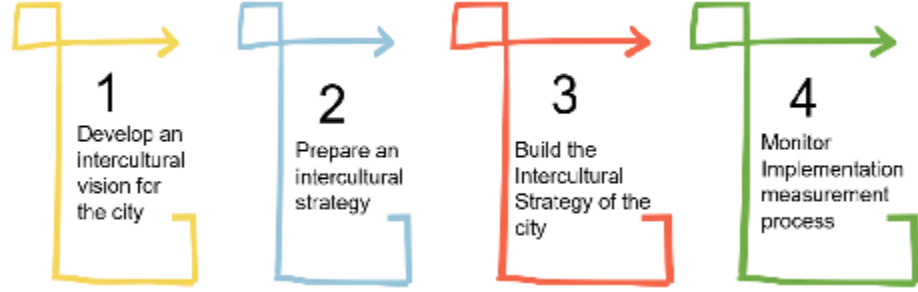 1
Develop an
intercultural
vision for
the city
2
Prepare an
intercultural
strategy
3
Build the
Intercultural
Strategy of the
city
4
Monitor
Implementation
measurement
process